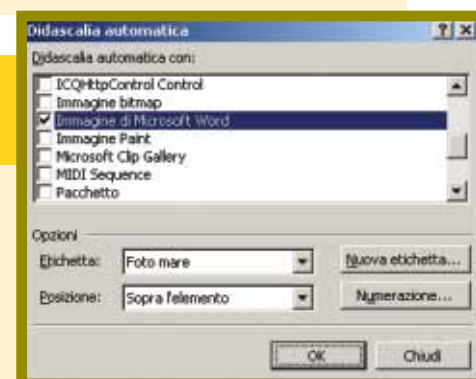 Didascalia automatica
Didascalia automatica con:
ICQHttpControl Control
Immagine bitmap
Immagine di Microsoft Word
Immagine Paint
Microsoft Clip Gallery
MIDI Sequence
Pacchetto
Opzioni
Etichetta: Foto mare Nuova etichetta...
Posizione: Sopra l'elemento Numerazione...
OK Chiudi